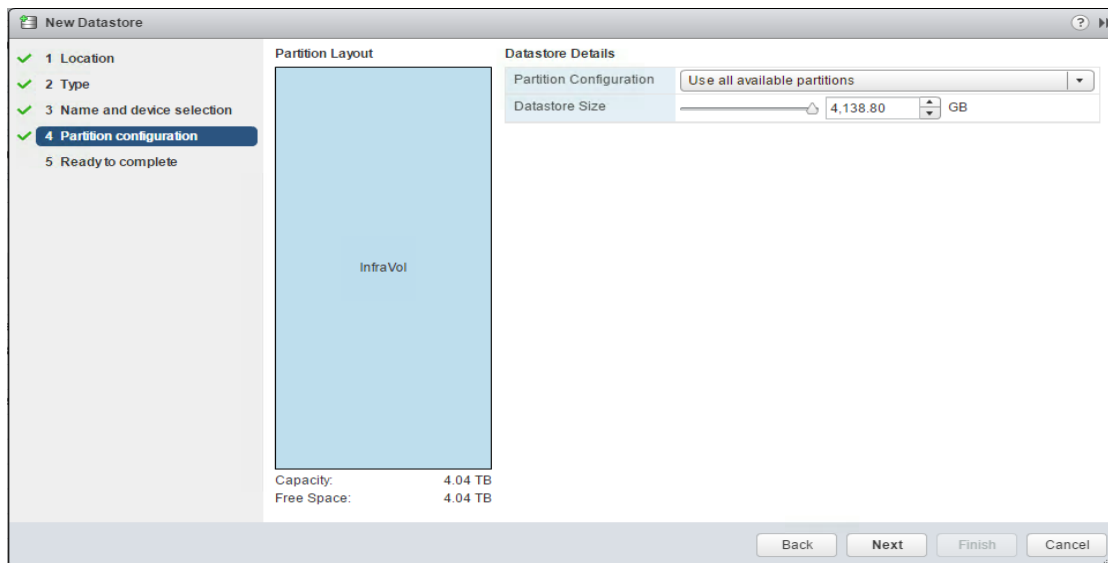 New Datastore
1 Location
2 Type
3 Name and device selection
4 Partition configuration
5 Ready to complete
Partition Layout
InfraVol
Capacity: 4.04 TB
Free Space: 4.04 TB
Datastore Details
Partition Configuration Use all available partitions
Datastore Size 4,138.80 GB
Back Next Finish Cancel